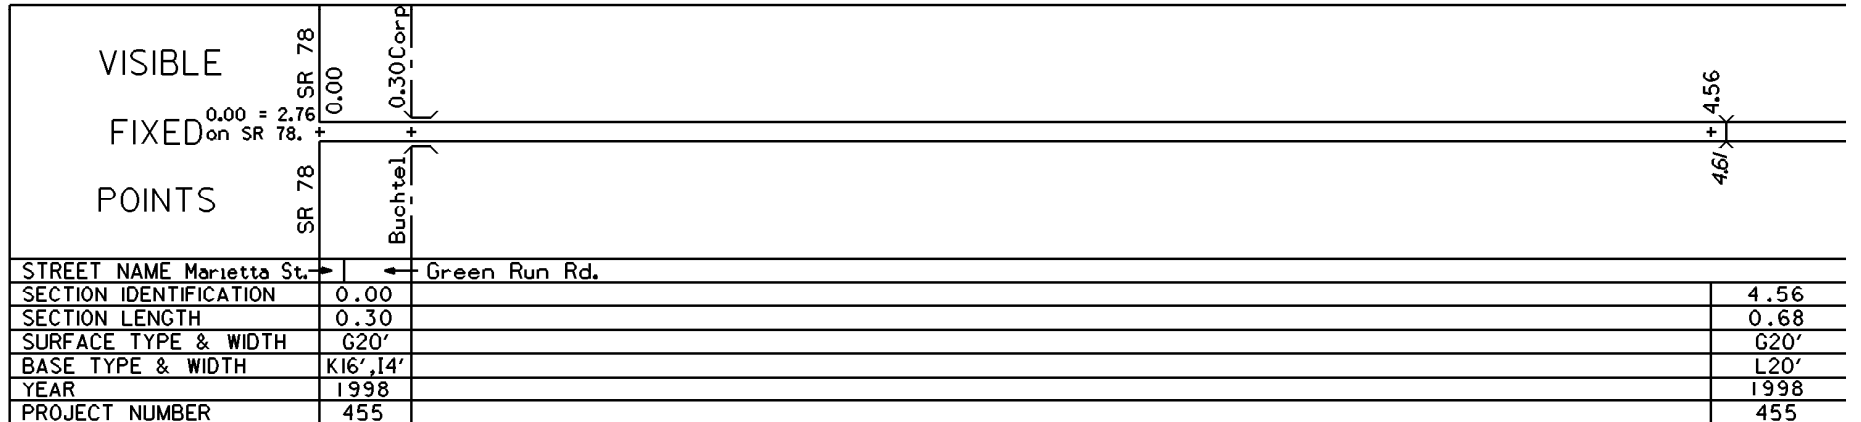 VISIBLE
FIXED
POINTS
0.00 = 2.76
on SR 78.
SR 78
SR 78
0.00
0.30 Corp
Buchtel
4.56
4.61
STREET NAME Marietta St. Green Run Rd.
SECTION IDENTIFICATION 0.00 4.56
SECTION LENGTH 0.30 0.68
SURFACE TYPE & WIDTH G20' G20'
BASE TYPE & WIDTH K16',I4' L20'
YEAR 1998 1998
PROJECT NUMBER 455 455